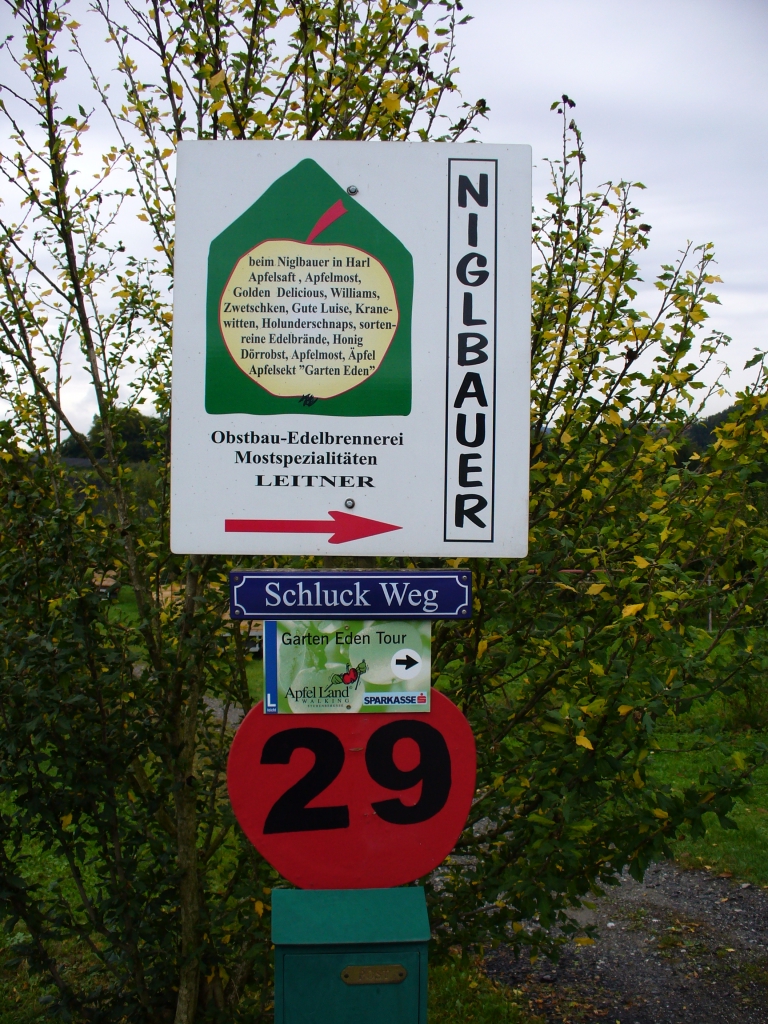 beim Niglbauer in Harl
Apfelsaft , Apfelmost,
Golden Delicious, Williams,
Zwetschken, Gute Luise, Krane-
witten, Holunderschnaps, sorten-
reine Edelbrände, Honig
Dörrobst, Apfelmost, Äpfel
Apfelsekt "Garten Eden"
Obstbau-Edelbrennerei
Mostspezialitäten
LEITNER
NIGLBAUER
Schluck Weg
Garten Eden Tour
Apfel Land
WALKING
L
SPARKASSE
29